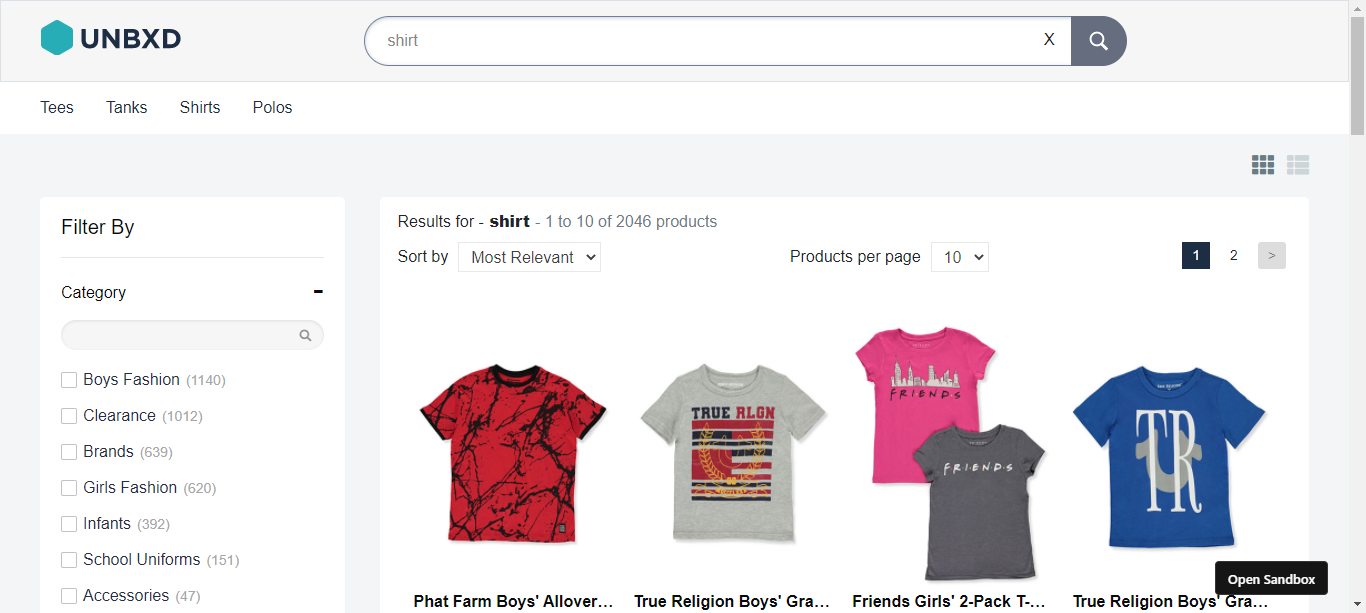 UNBXD
shirt X
Tees Tanks Shirts Polos
Filter By
Category
Boys Fashion (1140)
Clearance (1012)
Brands (639)
Girls Fashion (620)
Infants (392)
School Uniforms (151)
Accessories (47)
Results for - shirt - 1 to 10 of 2046 products
Sort by Most Relevant Products per page 10 1 2 >
TRUE RLGN
FRIENDS
FRIENDS
TR
Phat Farm Boys' Allover… True Religion Boys' Gra… Friends Girls' 2-Pack T-… True Religion Boys' Gra…
Open Sandbox